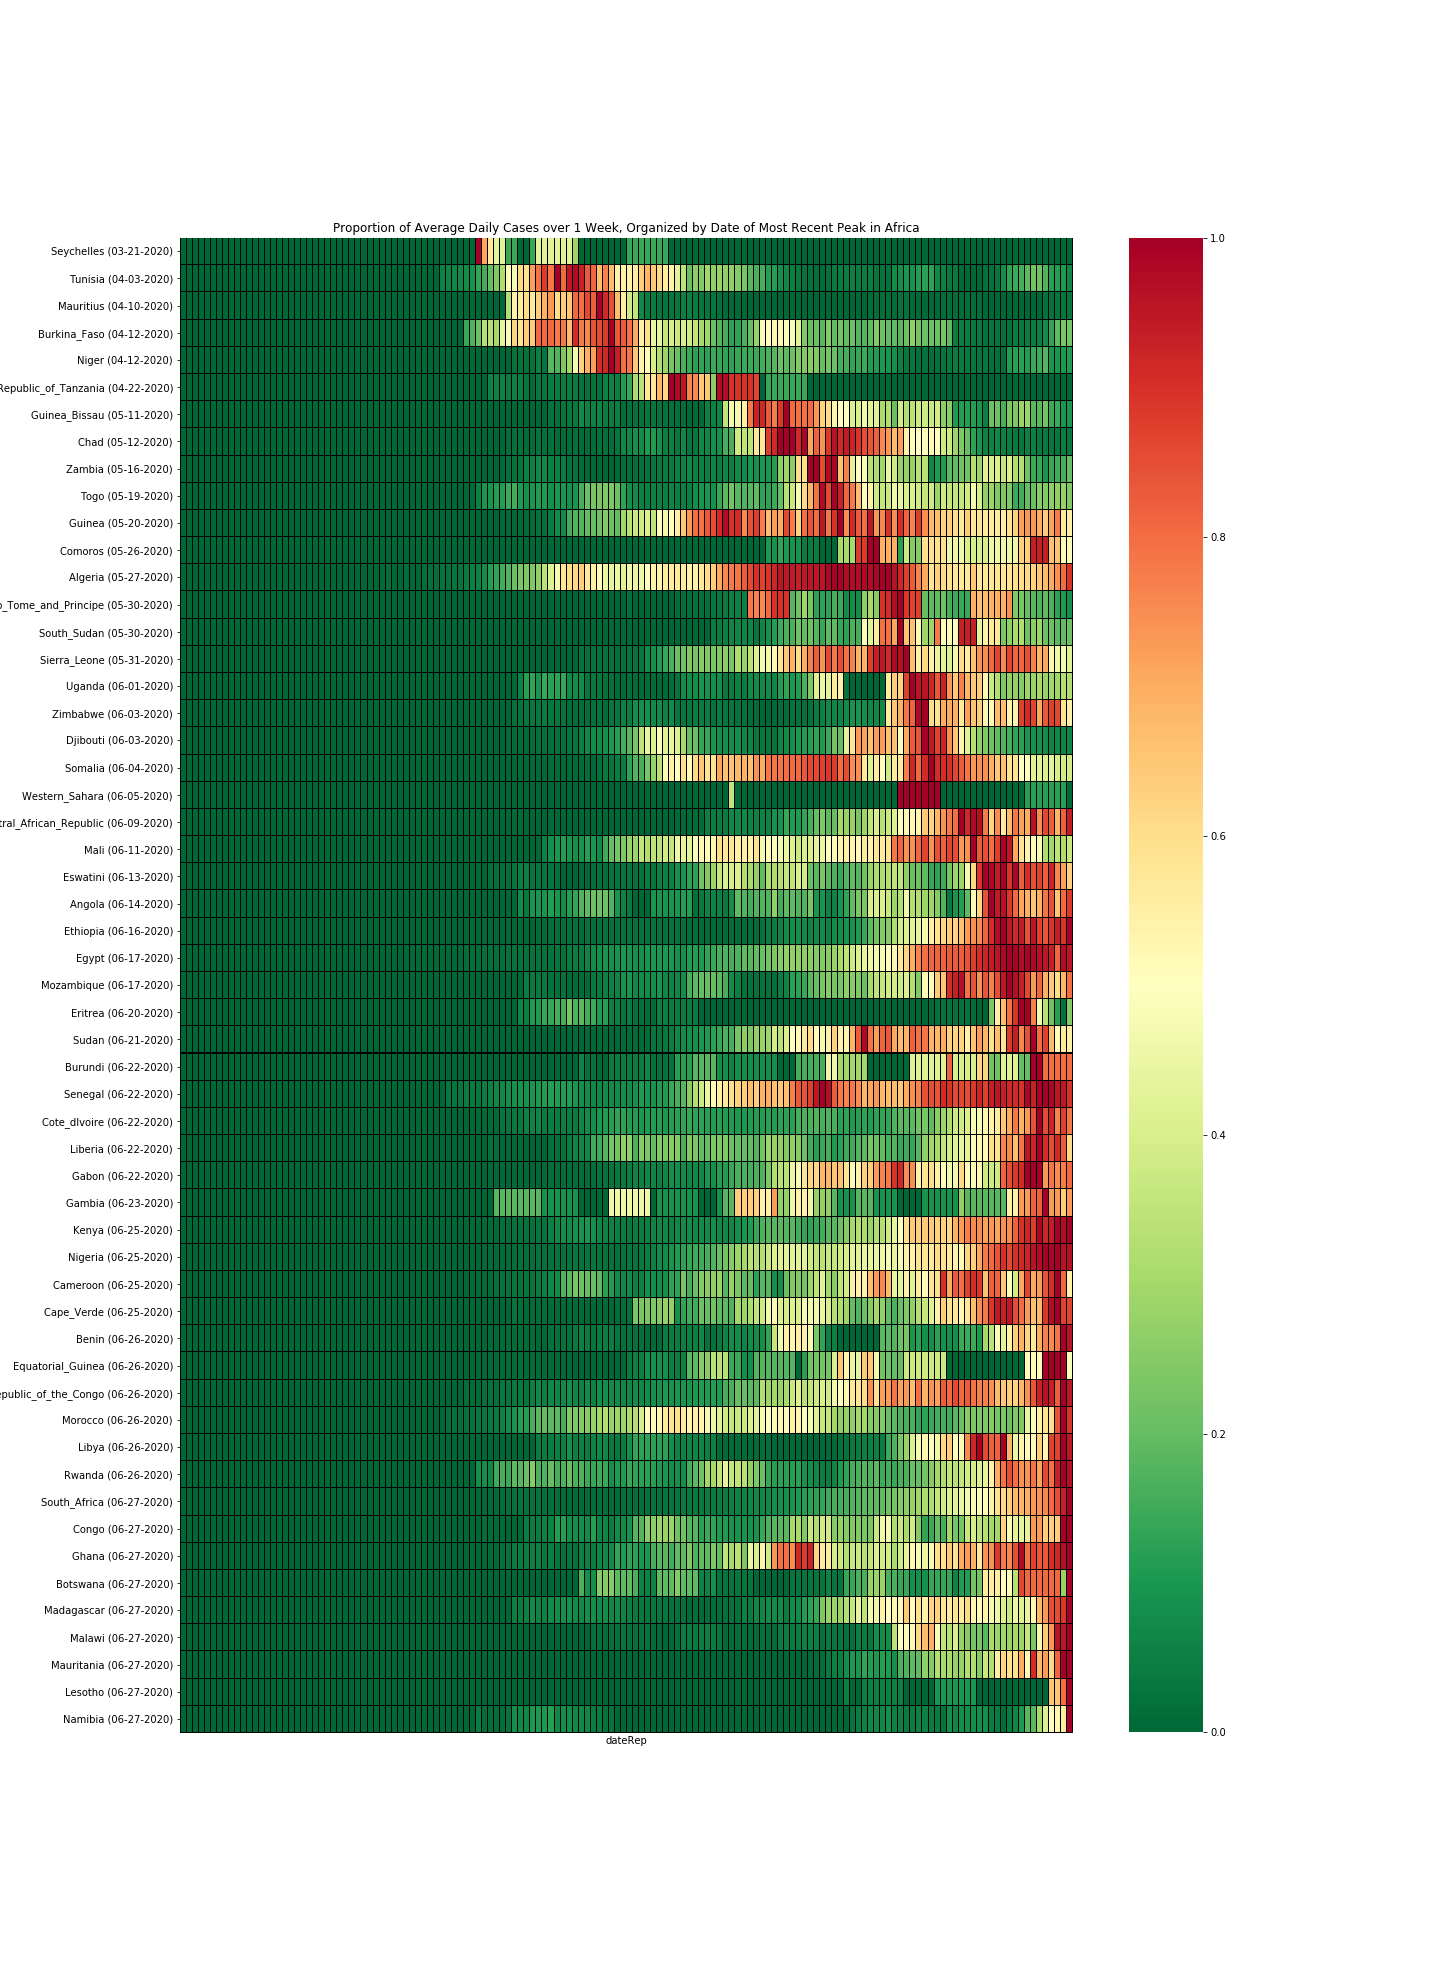 Proportion of Average Daily Cases over 1 Week, Organized by Date of Most Recent Peak in Africa
Seychelles (03-21-2020)
Tunisia (04-03-2020)
Mauritius (04-10-2020)
Burkina_Faso (04-12-2020)
Niger (04-12-2020)
Republic_of_Tanzania (04-22-2020)
Guinea_Bissau (05-11-2020)
Chad (05-12-2020)
Zambia (05-16-2020)
Togo (05-19-2020)
Guinea (05-20-2020)
Comoros (05-26-2020)
Algeria (05-27-2020)
o_Tome_and_Principe (05-30-2020)
South_Sudan (05-30-2020)
Sierra_Leone (05-31-2020)
Uganda (06-01-2020)
Zimbabwe (06-03-2020)
Djibouti (06-03-2020)
Somalia (06-04-2020)
Western_Sahara (06-05-2020)
tral_African_Republic (06-09-2020)
Mali (06-11-2020)
Eswatini (06-13-2020)
Angola (06-14-2020)
Ethiopia (06-16-2020)
Egypt (06-17-2020)
Mozambique (06-17-2020)
Eritrea (06-20-2020)
Sudan (06-21-2020)
Burundi (06-22-2020)
Senegal (06-22-2020)
Cote_dIvoire (06-22-2020)
Liberia (06-22-2020)
Gabon (06-22-2020)
Gambia (06-23-2020)
Kenya (06-25-2020)
Nigeria (06-25-2020)
Cameroon (06-25-2020)
Cape_Verde (06-25-2020)
Benin (06-26-2020)
Equatorial_Guinea (06-26-2020)
epublic_of_the_Congo (06-26-2020)
Morocco (06-26-2020)
Libya (06-26-2020)
Rwanda (06-26-2020)
South_Africa (06-27-2020)
Congo (06-27-2020)
Ghana (06-27-2020)
Botswana (06-27-2020)
Madagascar (06-27-2020)
Malawi (06-27-2020)
Mauritania (06-27-2020)
Lesotho (06-27-2020)
Namibia (06-27-2020)
dateRep
1.0
0.8
0.6
0.4
0.2
0.0